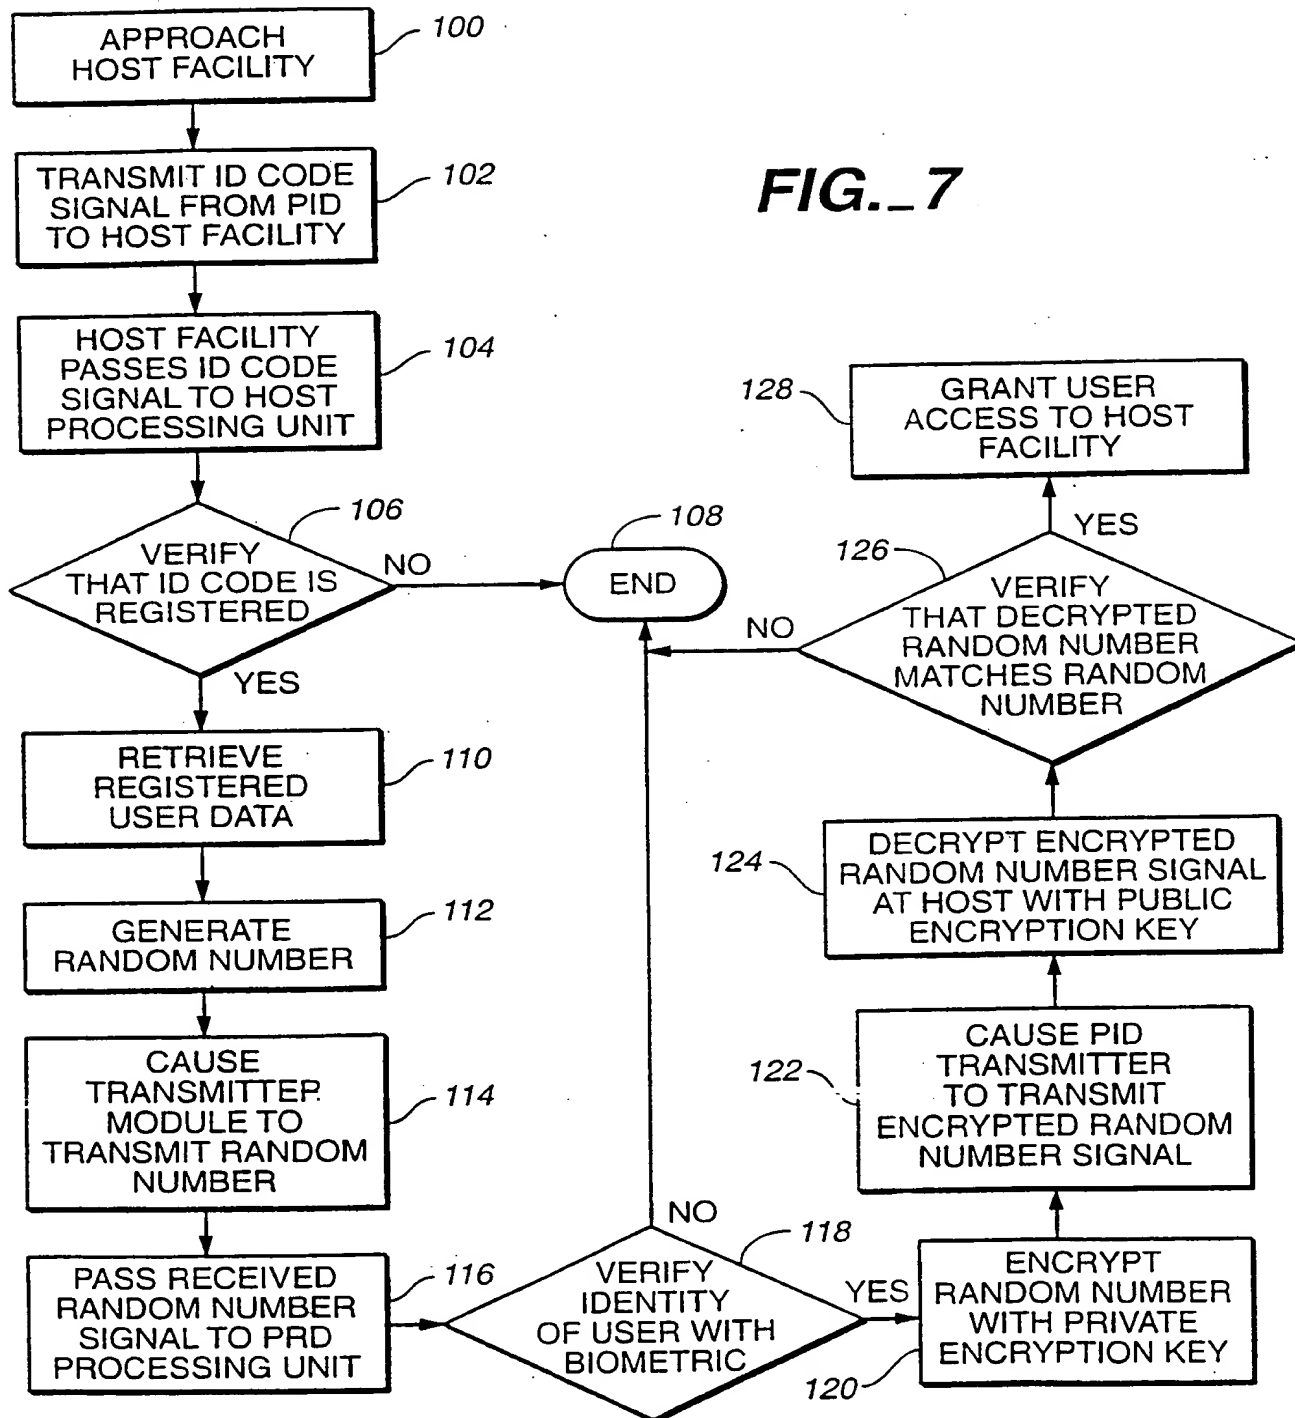 APPROACH
HOST FACILITY
100
TRANSMIT ID CODE
SIGNAL FROM PID
TO HOST FACILITY
102
FIG._7
HOST FACILITY
PASSES ID CODE
SIGNAL TO HOST
PROCESSING UNIT
104
VERIFY
THAT ID CODE IS
REGISTERED
106
NO
YES
END
108
RETRIEVE
REGISTERED
USER DATA
110
GENERATE
RANDOM NUMBER
112
CAUSE
TRANSMITTER
MODULE TO
TRANSMIT RANDOM
NUMBER
114
PASS RECEIVED
RANDOM NUMBER
SIGNAL TO PRD
PROCESSING UNIT
116
VERIFY
IDENTITY
OF USER WITH
BIOMETRIC
118
NO
YES
ENCRYPT
RANDOM NUMBER
WITH PRIVATE
ENCRYPTION KEY
120
CAUSE PID
TRANSMITTER
TO TRANSMIT
ENCRYPTED RANDOM
NUMBER SIGNAL
122
DECRYPT ENCRYPTED
RANDOM NUMBER SIGNAL
AT HOST WITH PUBLIC
ENCRYPTION KEY
124
VERIFY
THAT DECRYPTED
RANDOM NUMBER
MATCHES RANDOM
NUMBER
126
NO
YES
GRANT USER
ACCESS TO HOST
FACILITY
128